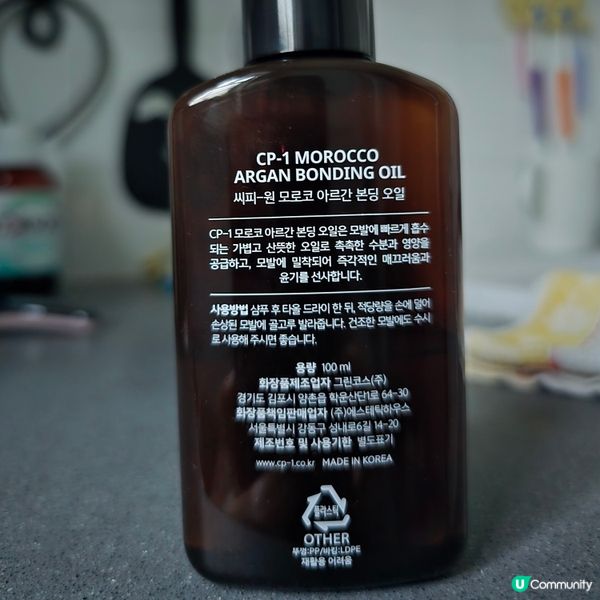 CP-1 MOROCCO
ARGAN BONDING OIL
씨피-원 모로코 아르간 본딩 오일
CP-1 모로코 아르간 본딩 오일은 모발에 빠르게 흡수
되는 가볍고 산뜻한 오일로 촉촉한 수분과 영양을
공급하고, 모발에 밀착되어 즉각적인 매끄러움과
윤기를 선사합니다.
사용방법 샴푸 후 타올 드라이 한 뒤, 적당량을 손에 덜어
손상된 모발에 골고루 발라줍니다. 건조한 모발에도 수시
로 사용해 주시면 좋습니다.
용량 100 ml
화장품제조업자 그린코스(주)
경기도 김포시 양촌읍 학운산단1로 64-30
화장품책임판매업자 (주)에스테틱하우스
서울특별시 강동구 성내로6길 14-20
제조번호 및 사용기한 별도표기
www.cp-1.co.kr MADE IN KOREA
플라스틱
OTHER
뚜껑:PP/바킹:LDPE
재활용 어려움
U Community